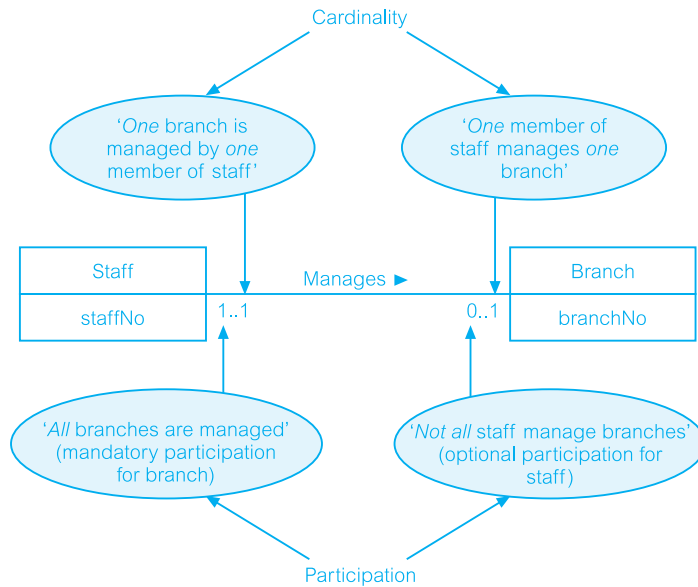 Cardinality
‘One branch is
managed by one
member of staff’
‘One member of
staff manages one
branch’
Staff
Manages ►
Branch
staffNo
1..1
0..1
branchNo
‘All branches are managed’
(mandatory participation
for branch)
‘Not all staff manage branches’
(optional participation for
staff)
Participation